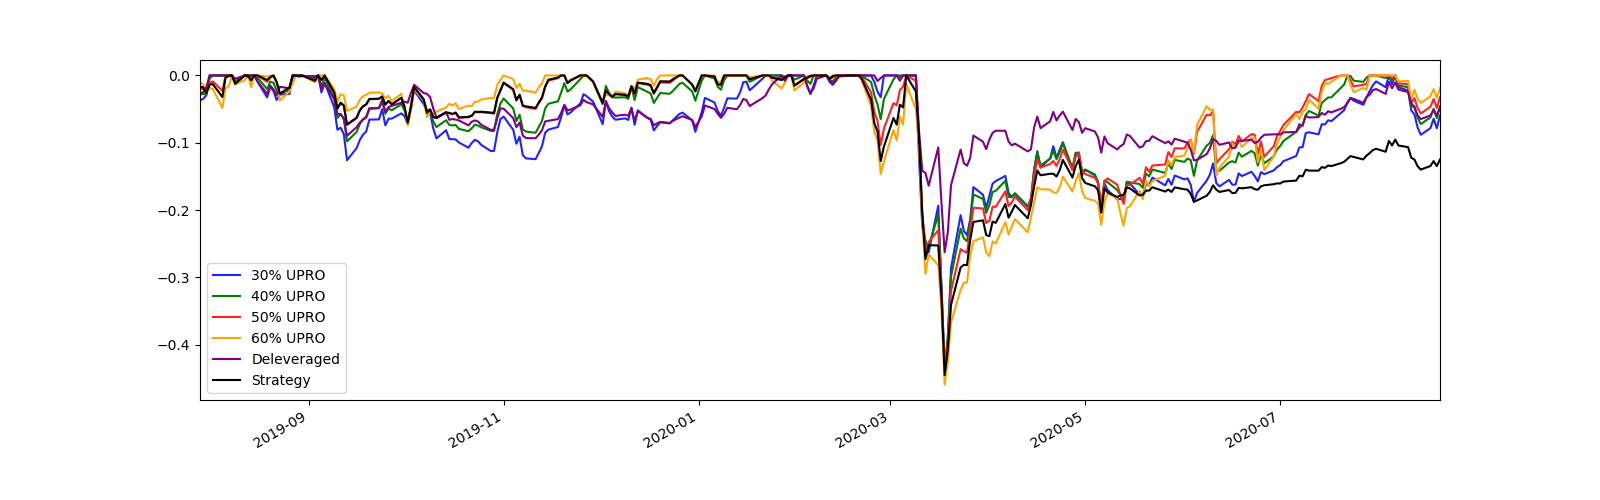 0.0
−0.1
−0.2
−0.3
−0.4
30% UPRO
40% UPRO
50% UPRO
60% UPRO
Deleveraged
Strategy
2019-09
2019-11
2020-01
2020-03
2020-05
2020-07